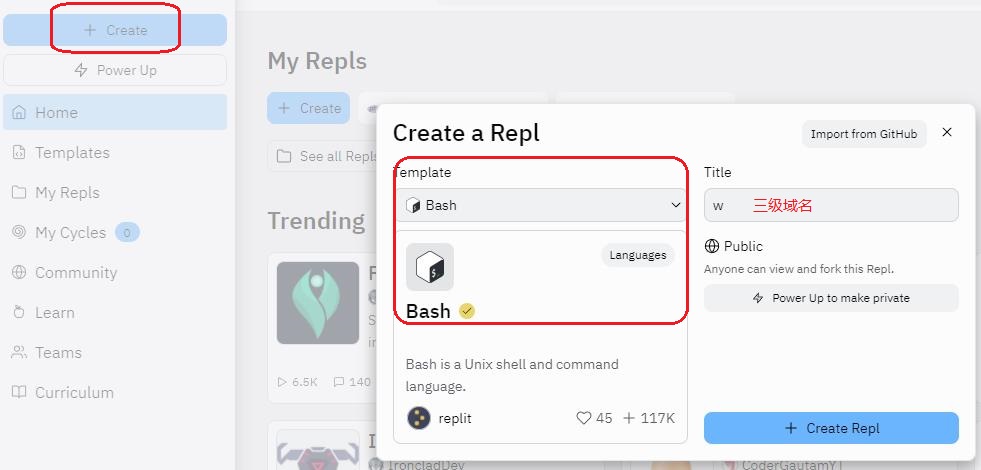 + Create
Power Up
Home
Templates
My Repls
My Cycles 0
Community
Learn
Teams
Curriculum
My Repls
+ Create
See all Repls
Trending
6.5K 140
IroncladDev
CoderGautamYT
Create a Repl
Import from GitHub
Template
Bash
Languages
Bash
Bash is a Unix shell and command
language.
replit 45 + 117K
Title
w 三级域名
Public
Anyone can view and fork this Repl.
Power Up to make private
+ Create Repl